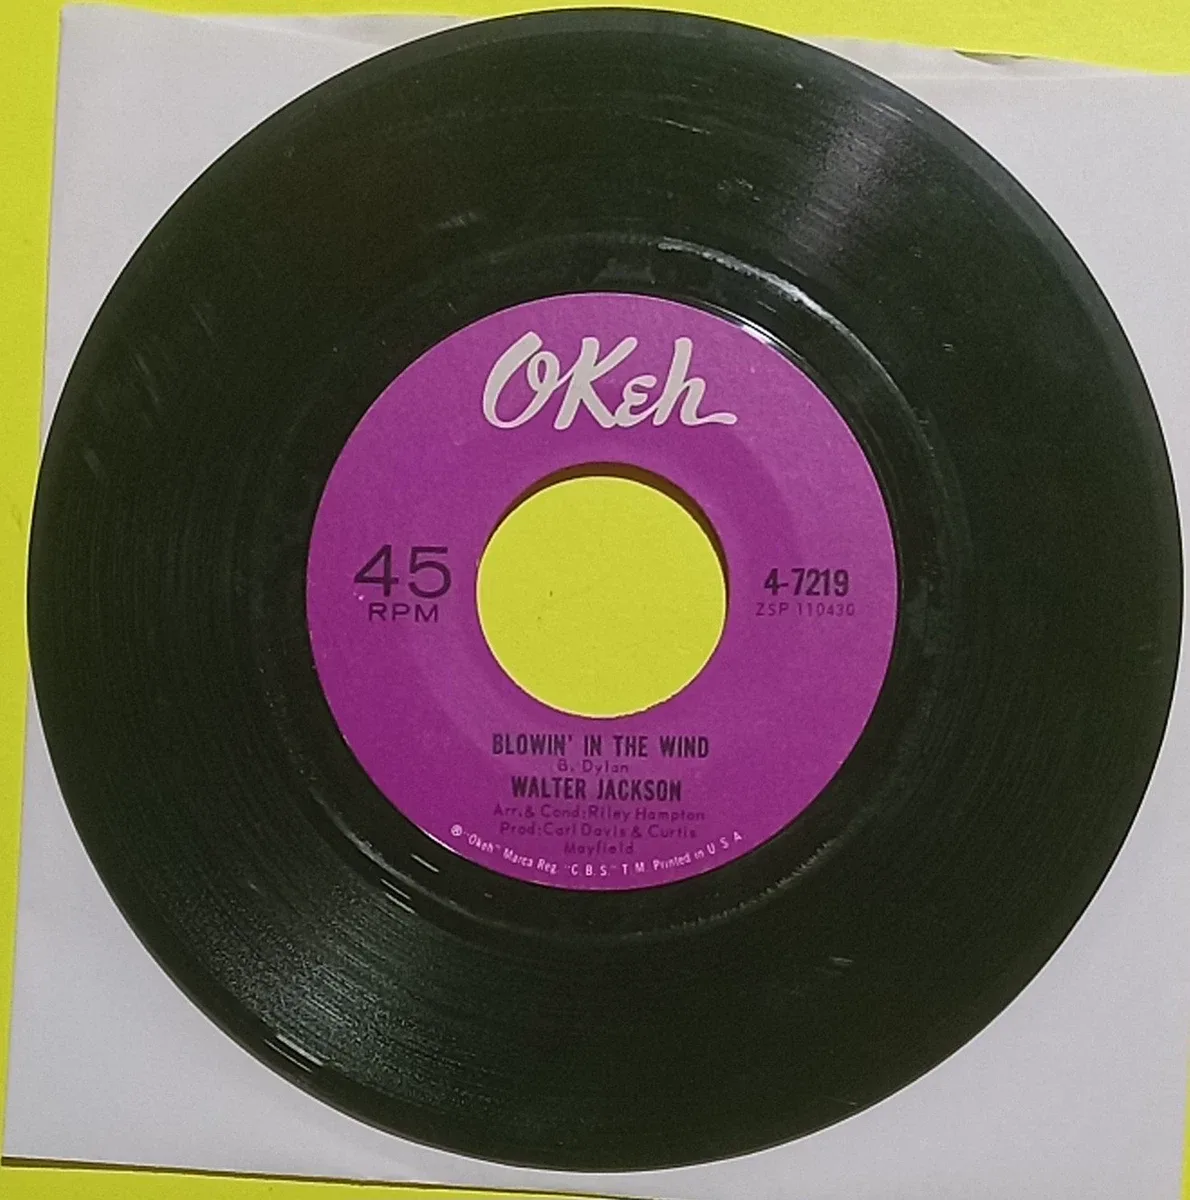 OKeh
45
RPM
4-7219
ZSP 110430
BLOWIN' IN THE WIND
B. Dylan
WALTER JACKSON
Arr. & Cond: Riley Hampton
Prod: Carl Davis & Curtis
Mayfield
® "Okeh" Marca Reg. "C.B.S." T M. Printed in U S A